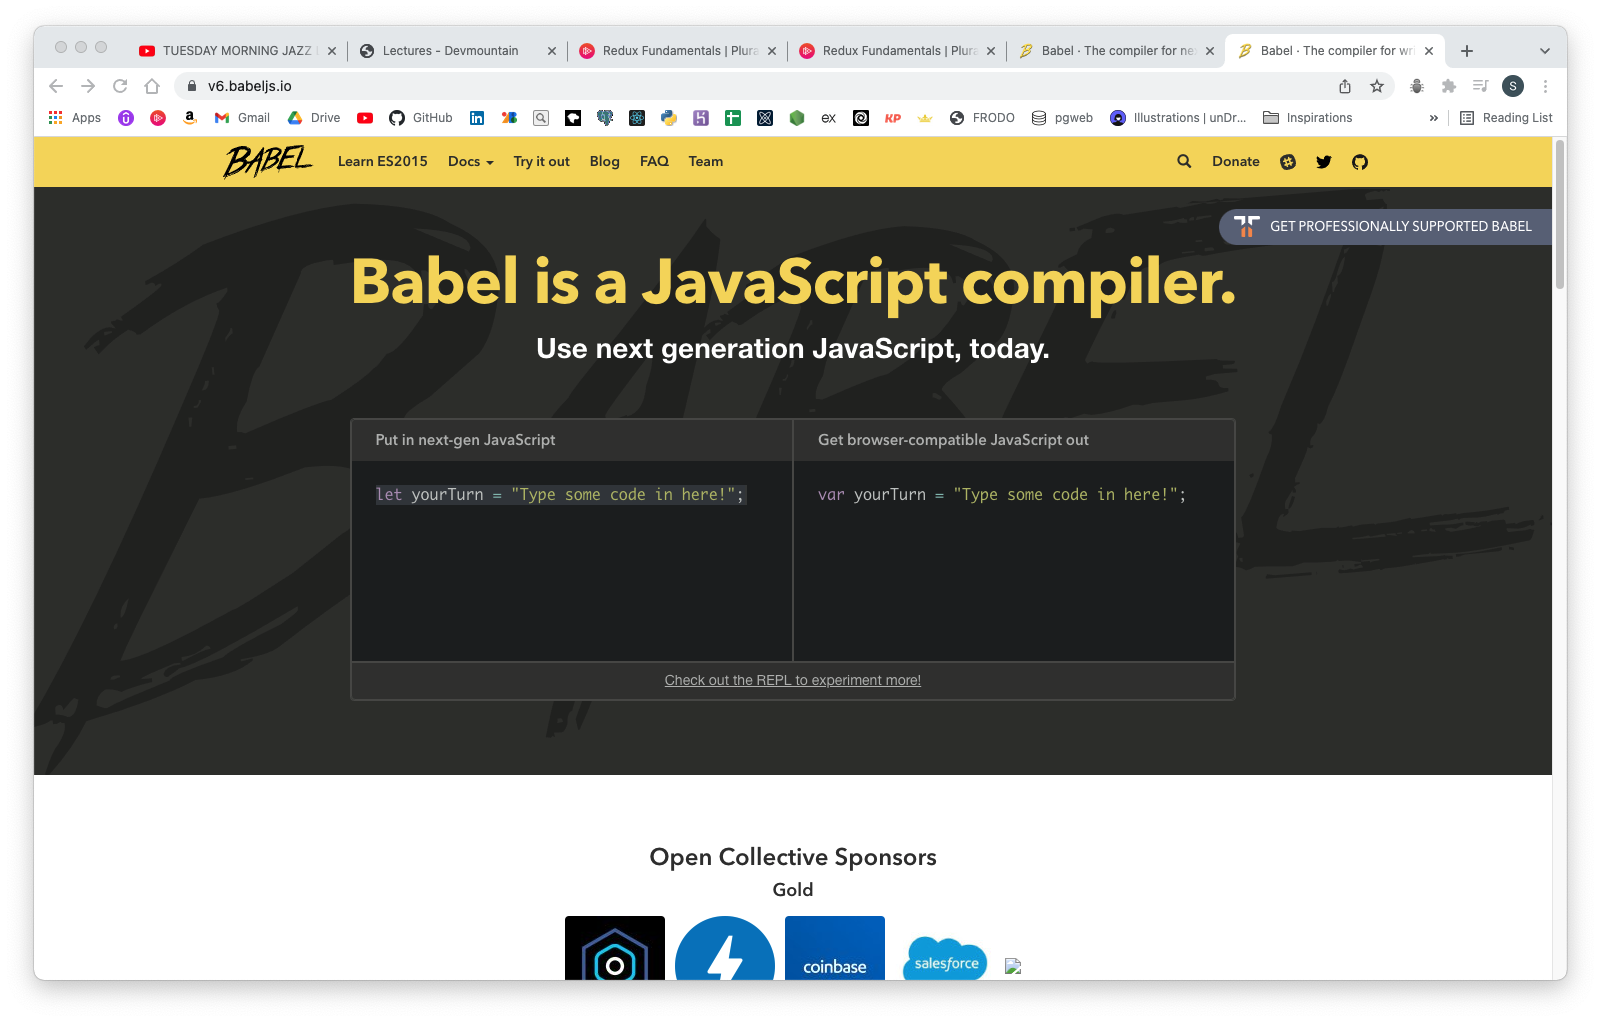 TUESDAY MORNING JAZZ
Lectures - Devmountain
Redux Fundamentals | Plura
Redux Fundamentals | Plura
Babel · The compiler for ne
Babel · The compiler for wr
v6.babeljs.io
S
Apps
Gmail
Drive
GitHub
ex
KP
FRODO
pgweb
Illustrations | unDr...
Inspirations
»
Reading List
BABEL
Learn ES2015
Docs
Try it out
Blog
FAQ
Team
Donate
GET PROFESSIONALLY SUPPORTED BABEL
Babel is a JavaScript compiler.
Use next generation JavaScript, today.
Put in next-gen JavaScript
Get browser-compatible JavaScript out
let yourTurn = "Type some code in here!";
var yourTurn = "Type some code in here!";
Check out the REPL to experiment more!
Open Collective Sponsors
Gold
coinbase
salesforce